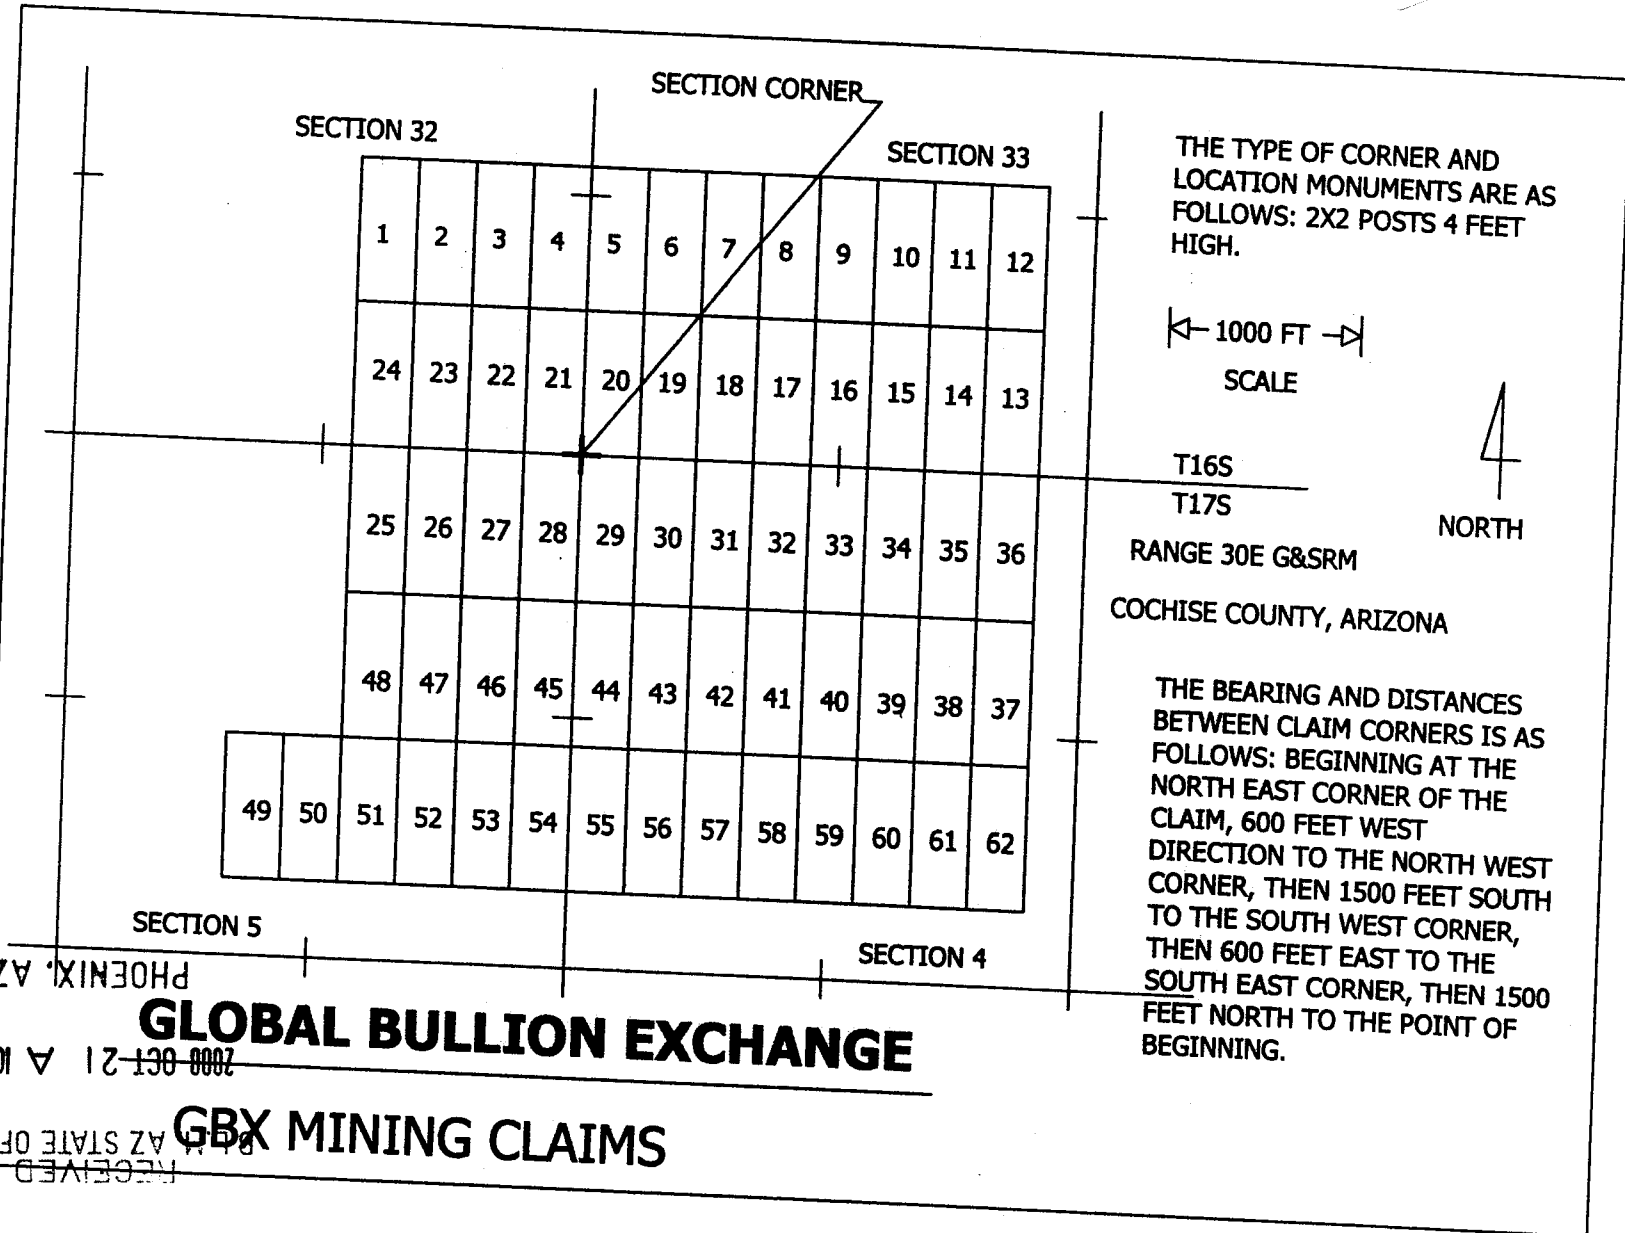 SECTION CORNER
SECTION 32
SECTION 33
THE TYPE OF CORNER AND
LOCATION MONUMENTS ARE AS
FOLLOWS: 2X2 POSTS 4 FEET
HIGH.
1 2 3 4 5 6 7 8 9 10 11 12
1000 FT
SCALE
24 23 22 21 20 19 18 17 16 15 14 13
T16S
T17S
NORTH
RANGE 30E G&SRM
25 26 27 28 29 30 31 32 33 34 35 36
COCHISE COUNTY, ARIZONA
48 47 46 45 44 43 42 41 40 39 38 37
THE BEARING AND DISTANCES
BETWEEN CLAIM CORNERS IS AS
FOLLOWS: BEGINNING AT THE
NORTH EAST CORNER OF THE
CLAIM, 600 FEET WEST
DIRECTION TO THE NORTH WEST
CORNER, THEN 1500 FEET SOUTH
TO THE SOUTH WEST CORNER,
THEN 600 FEET EAST TO THE
SOUTH EAST CORNER, THEN 1500
FEET NORTH TO THE POINT OF
BEGINNING.
49 50 51 52 53 54 55 56 57 58 59 60 61 62
SECTION 5
SECTION 4
GLOBAL BULLION EXCHANGE
GBX MINING CLAIMS
RECEIVED
AZ STATE OF
OCT 21 A
PHOENIX, AZ